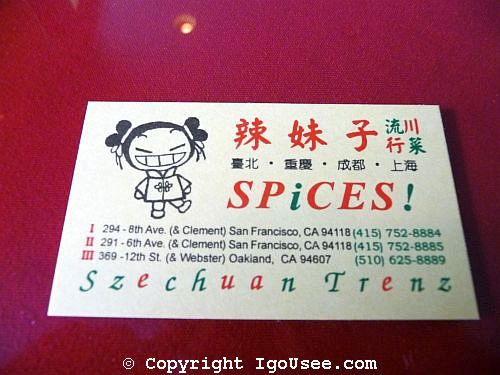 辣妹子 流行川菜
臺北・重慶・成都・上海
SPiCES!
I 294 - 8th Ave. (& Clement) San Francisco, CA 94118 (415) 752-8884
II 291 - 6th Ave. (& Clement) San Francisco, CA 94118 (415) 752-8885
III 369 -12th St. (& Webster) Oakland, CA 94607 (510) 625-8889
Szechuan Trenz
© Copyright IgoUsee.com